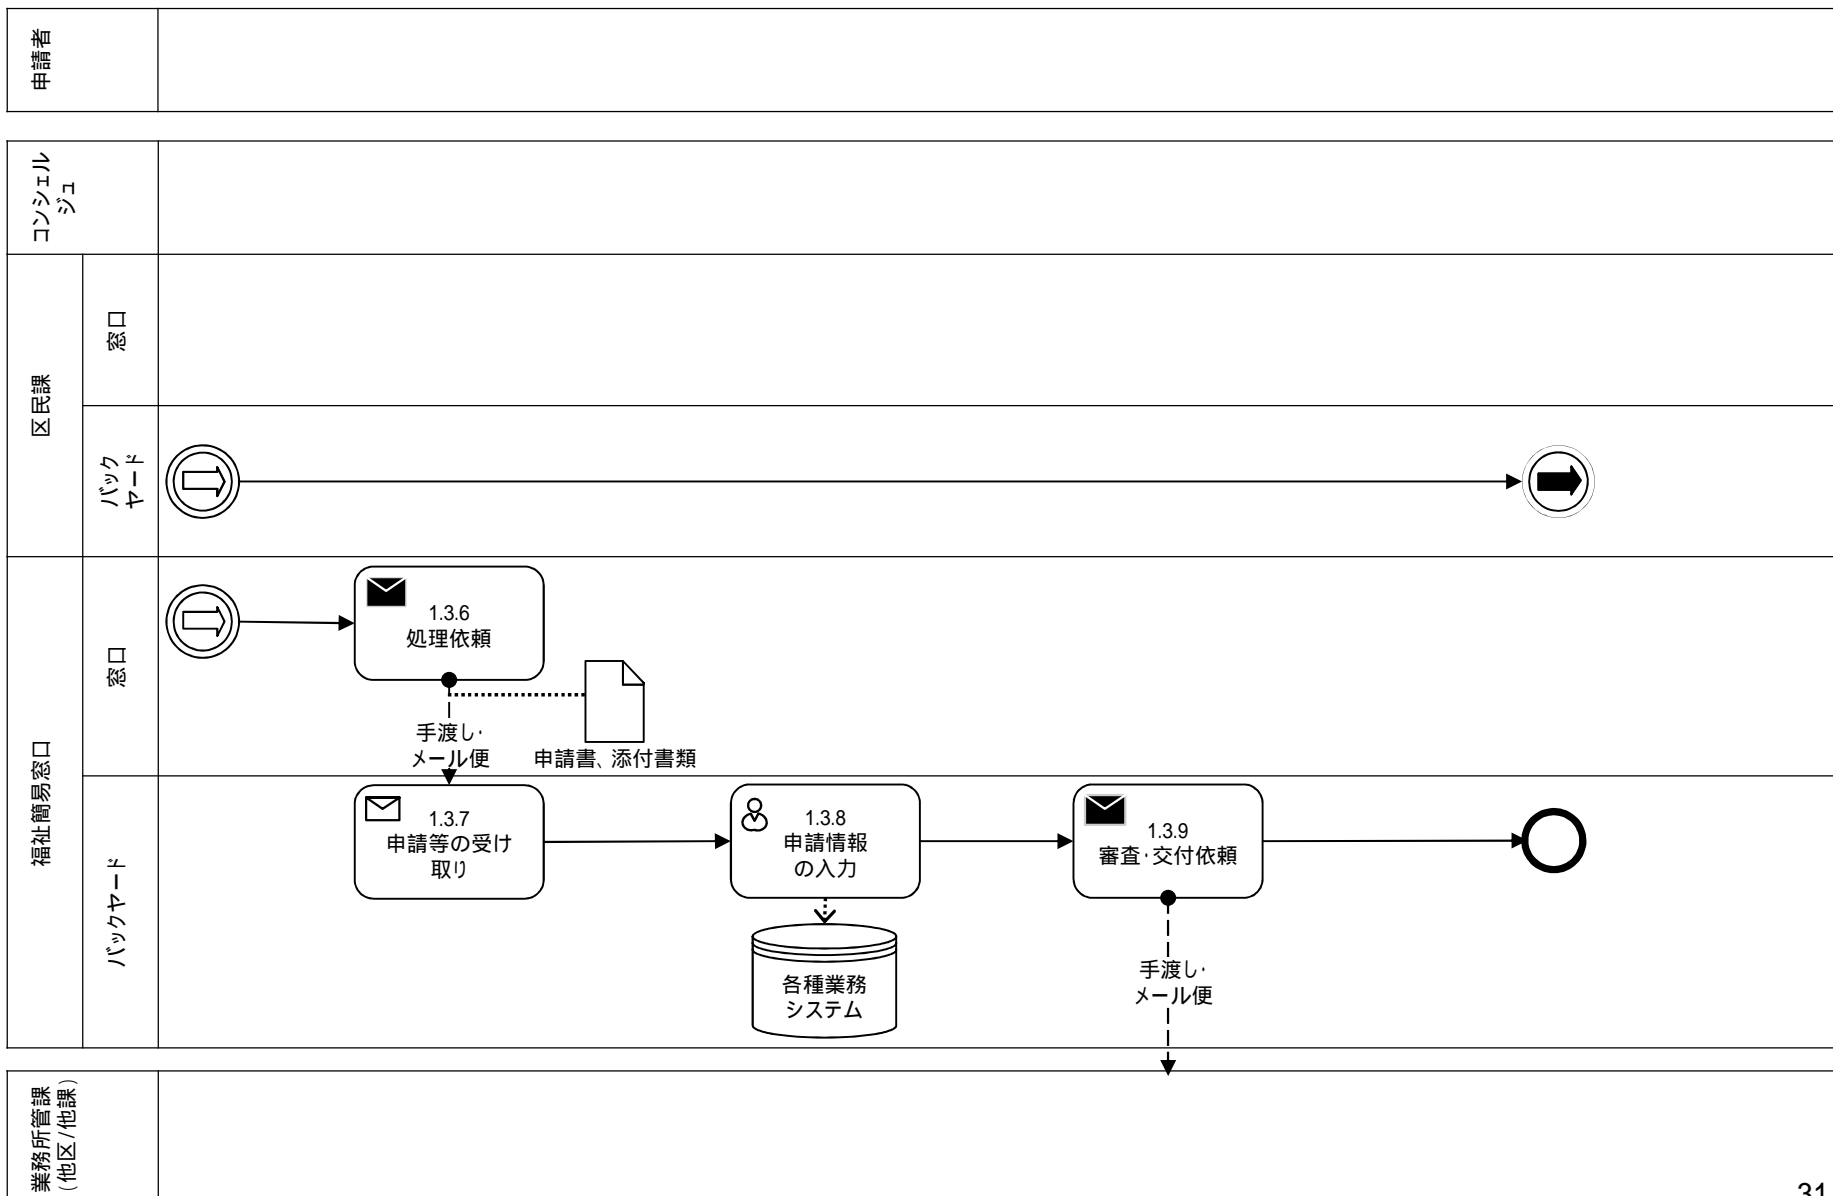 申請者
コンシェル
ジュ
区民課
窓口
バック
ヤード
福祉簡易窓口
窓口
1.3.6
処理依頼
手渡し・
メール便
申請書、添付書類
バックヤード
1.3.7
申請等の受け
取り
1.3.8
申請情報
の入力
各種業務
システム
1.3.9
審査・交付依頼
手渡し・
メール便
業務所管課
（他区/他課）
31